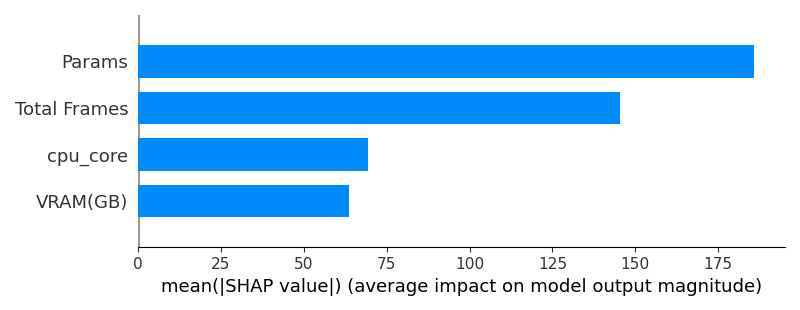 Params
Total Frames
cpu_core
VRAM(GB)
0 25 50 75 100 125 150 175
mean(|SHAP value|) (average impact on model output magnitude)